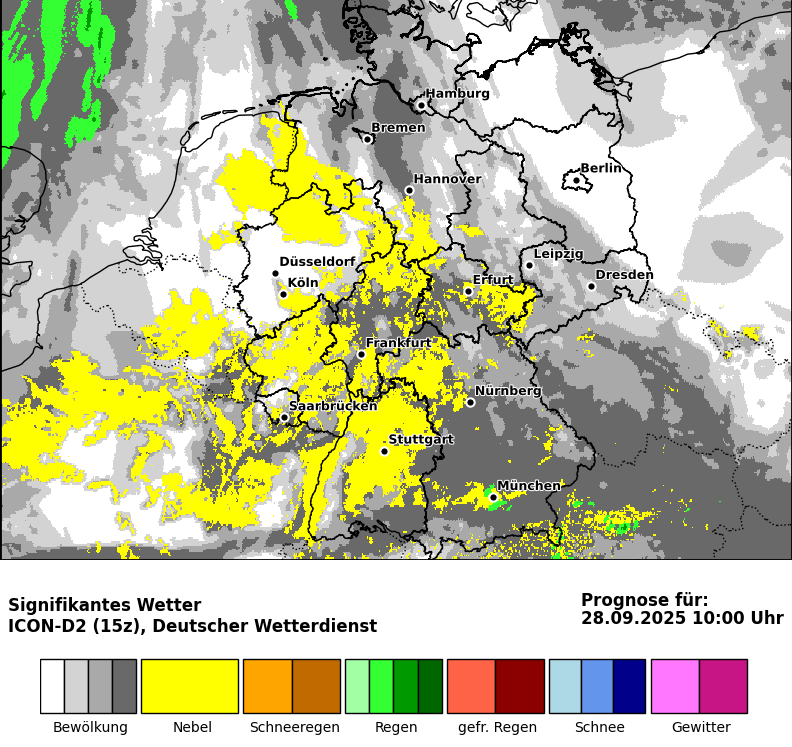 Hamburg
Bremen
Berlin
Hannover
Leipzig
Düsseldorf
Dresden
Köln
Erfurt
Frankfurt
Nürnberg
Saarbrücken
Stuttgart
München
Signifikantes Wetter
ICON-D2 (15z), Deutscher Wetterdienst
Prognose für:
28.09.2025 10:00 Uhr
Bewölkung Nebel Schneeregen Regen gefr. Regen Schnee Gewitter